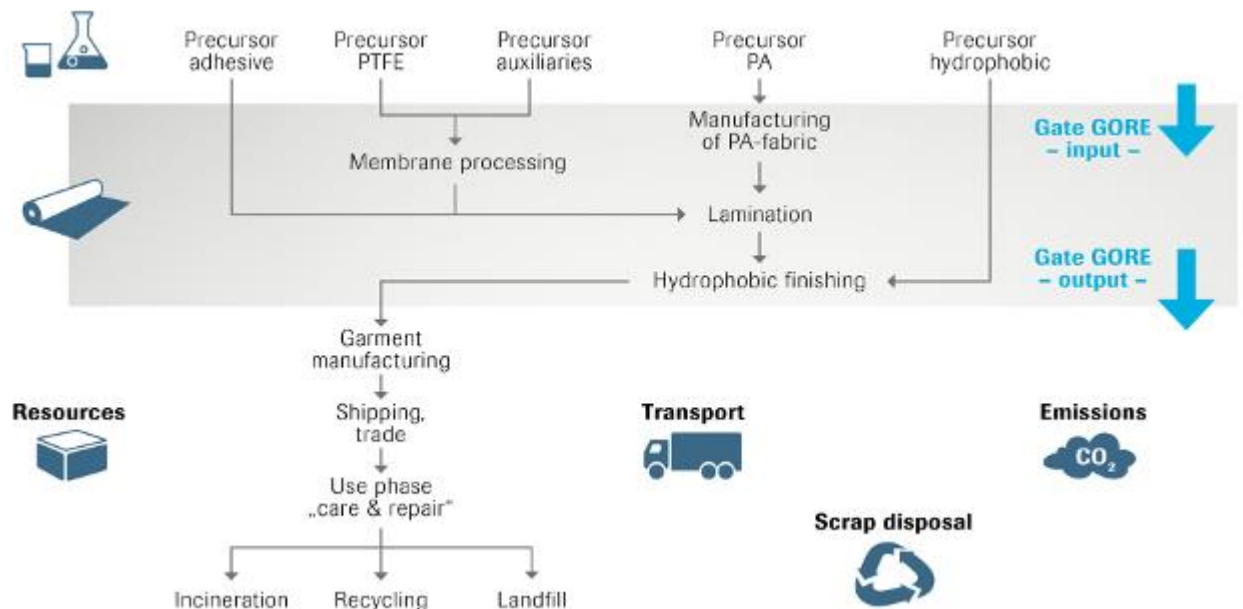 Precursor adhesive
Precursor PTFE
Precursor auxiliaries
Precursor PA
Precursor hydrophobic
Manufacturing of PA-fabric
Gate GORE
– input –
Membrane processing
Lamination
Gate GORE
– output –
Hydrophobic finishing
Garment
manufacturing
Resources
Shipping,
trade
Transport
Emissions
CO2
Use phase
„care & repair“
Scrap disposal
Incineration
Recycling
Landfill